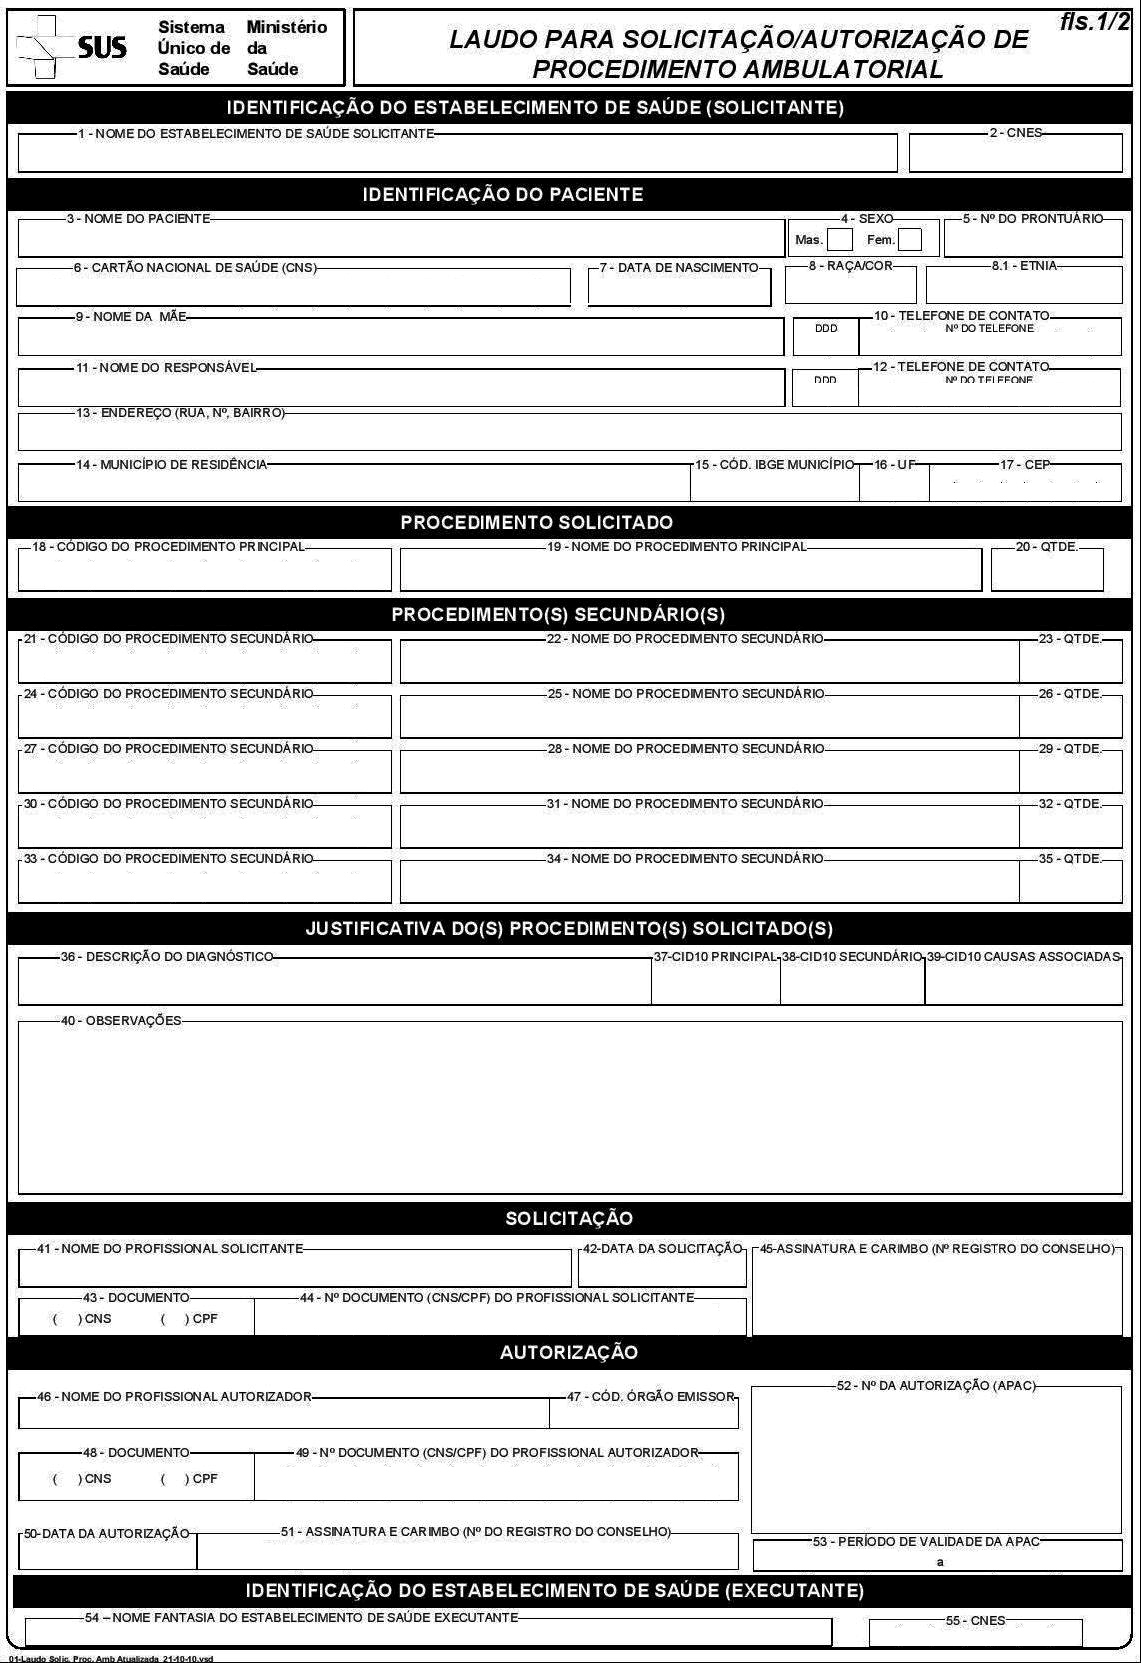 fls.1/2
SUS
Sistema Único de Saúde
Ministério da Saúde
LAUDO PARA SOLICITAÇÃO/AUTORIZAÇÃO DE
PROCEDIMENTO AMBULATORIAL
IDENTIFICAÇÃO DO ESTABELECIMENTO DE SAÚDE (SOLICITANTE)
1 - NOME DO ESTABELECIMENTO DE SAÚDE SOLICITANTE
2 - CNES
IDENTIFICAÇÃO DO PACIENTE
3 - NOME DO PACIENTE
4 - SEXO
Mas. Fem.
5 - Nº DO PRONTUÁRIO
6 - CARTÃO NACIONAL DE SAÚDE (CNS)
7 - DATA DE NASCIMENTO
8 - RAÇA/COR
8.1 - ETNIA
9 - NOME DA MÃE
10 - TELEFONE DE CONTATO
DDD
Nº DO TELEFONE
11 - NOME DO RESPONSÁVEL
12 - TELEFONE DE CONTATO
DDD
Nº DO TELEFONE
13 - ENDEREÇO (RUA, Nº, BAIRRO)
14 - MUNICÍPIO DE RESIDÊNCIA
15 - CÓD. IBGE MUNICÍPIO
16 - UF
17 - CEP
PROCEDIMENTO SOLICITADO
18 - CÓDIGO DO PROCEDIMENTO PRINCIPAL
19 - NOME DO PROCEDIMENTO PRINCIPAL
20 - QTDE.
PROCEDIMENTO(S) SECUNDÁRIO(S)
21 - CÓDIGO DO PROCEDIMENTO SECUNDÁRIO
22 - NOME DO PROCEDIMENTO SECUNDÁRIO
23 - QTDE.
24 - CÓDIGO DO PROCEDIMENTO SECUNDÁRIO
25 - NOME DO PROCEDIMENTO SECUNDÁRIO
26 - QTDE.
27 - CÓDIGO DO PROCEDIMENTO SECUNDÁRIO
28 - NOME DO PROCEDIMENTO SECUNDÁRIO
29 - QTDE.
30 - CÓDIGO DO PROCEDIMENTO SECUNDÁRIO
31 - NOME DO PROCEDIMENTO SECUNDÁRIO
32 - QTDE.
33 - CÓDIGO DO PROCEDIMENTO SECUNDÁRIO
34 - NOME DO PROCEDIMENTO SECUNDÁRIO
35 - QTDE.
JUSTIFICATIVA DO(S) PROCEDIMENTO(S) SOLICITADO(S)
36 - DESCRIÇÃO DO DIAGNÓSTICO
37-CID10 PRINCIPAL
38-CID10 SECUNDÁRIO
39-CID10 CAUSAS ASSOCIADAS
40 - OBSERVAÇÕES
SOLICITAÇÃO
41 - NOME DO PROFISSIONAL SOLICITANTE
42-DATA DA SOLICITAÇÃO
45-ASSINATURA E CARIMBO (Nº REGISTRO DO CONSELHO)
43 - DOCUMENTO
( ) CNS ( ) CPF
44 - Nº DOCUMENTO (CNS/CPF) DO PROFISSIONAL SOLICITANTE
AUTORIZAÇÃO
46 - NOME DO PROFISSIONAL AUTORIZADOR
47 - CÓD. ÓRGÃO EMISSOR
52 - Nº DA AUTORIZAÇÃO (APAC)
48 - DOCUMENTO
( ) CNS ( ) CPF
49 - Nº DOCUMENTO (CNS/CPF) DO PROFISSIONAL AUTORIZADOR
50-DATA DA AUTORIZAÇÃO
51 - ASSINATURA E CARIMBO (Nº DO REGISTRO DO CONSELHO)
53 - PERÍODO DE VALIDADE DA APAC
a
IDENTIFICAÇÃO DO ESTABELECIMENTO DE SAÚDE (EXECUTANTE)
54 – NOME FANTASIA DO ESTABELECIMENTO DE SAÚDE EXECUTANTE
55 - CNES
01-Laudo Solic. Proc. Amb Atualizada_21-10-10.vsd